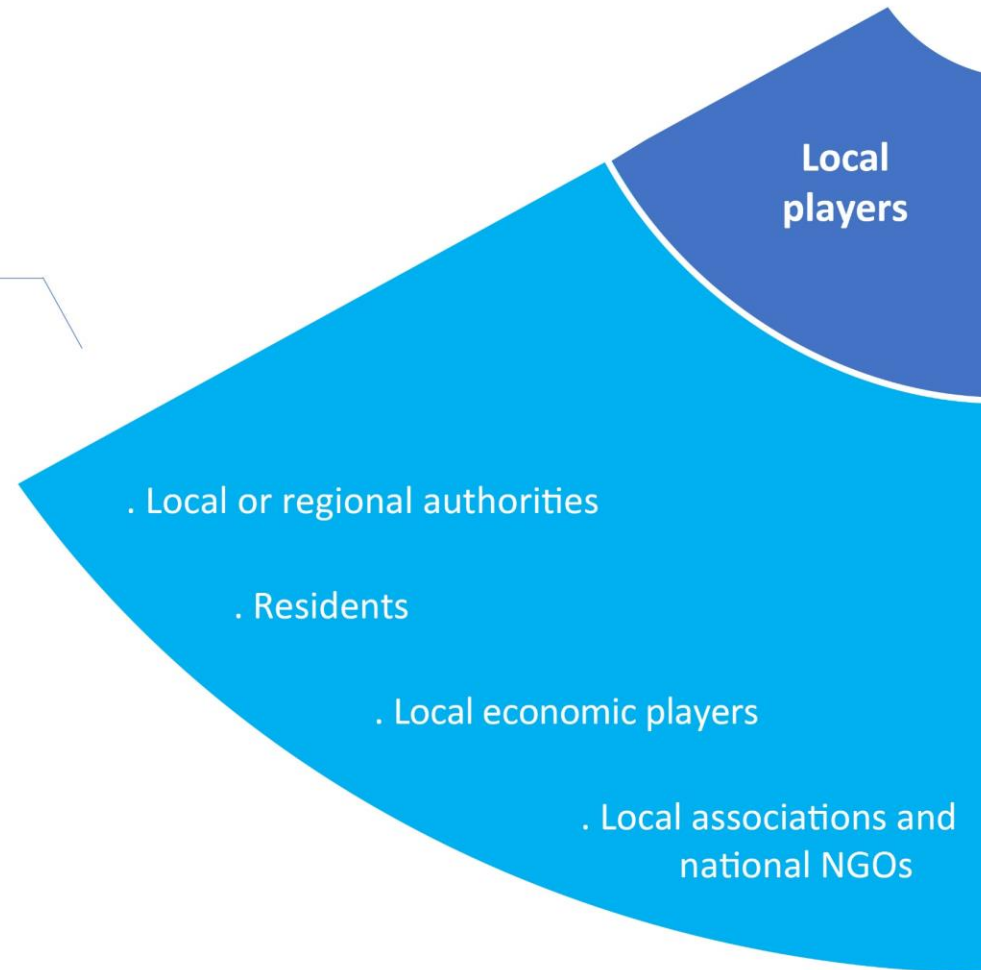 Local
players
. Local or regional authorities
. Residents
. Local economic players
. Local associations and
national NGOs